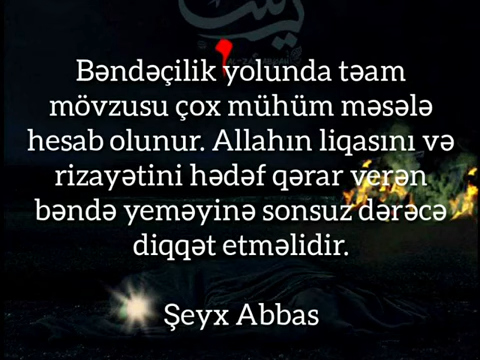 Bəndəçilik yolunda təam
mövzusu çox mühüm məsələ
hesab olunur. Allahın liqasını və
rizayətini hədəf qərar verən
bəndə yeməyinə sonsuz dərəcə
diqqət etməlidir.
Şeyx Abbas